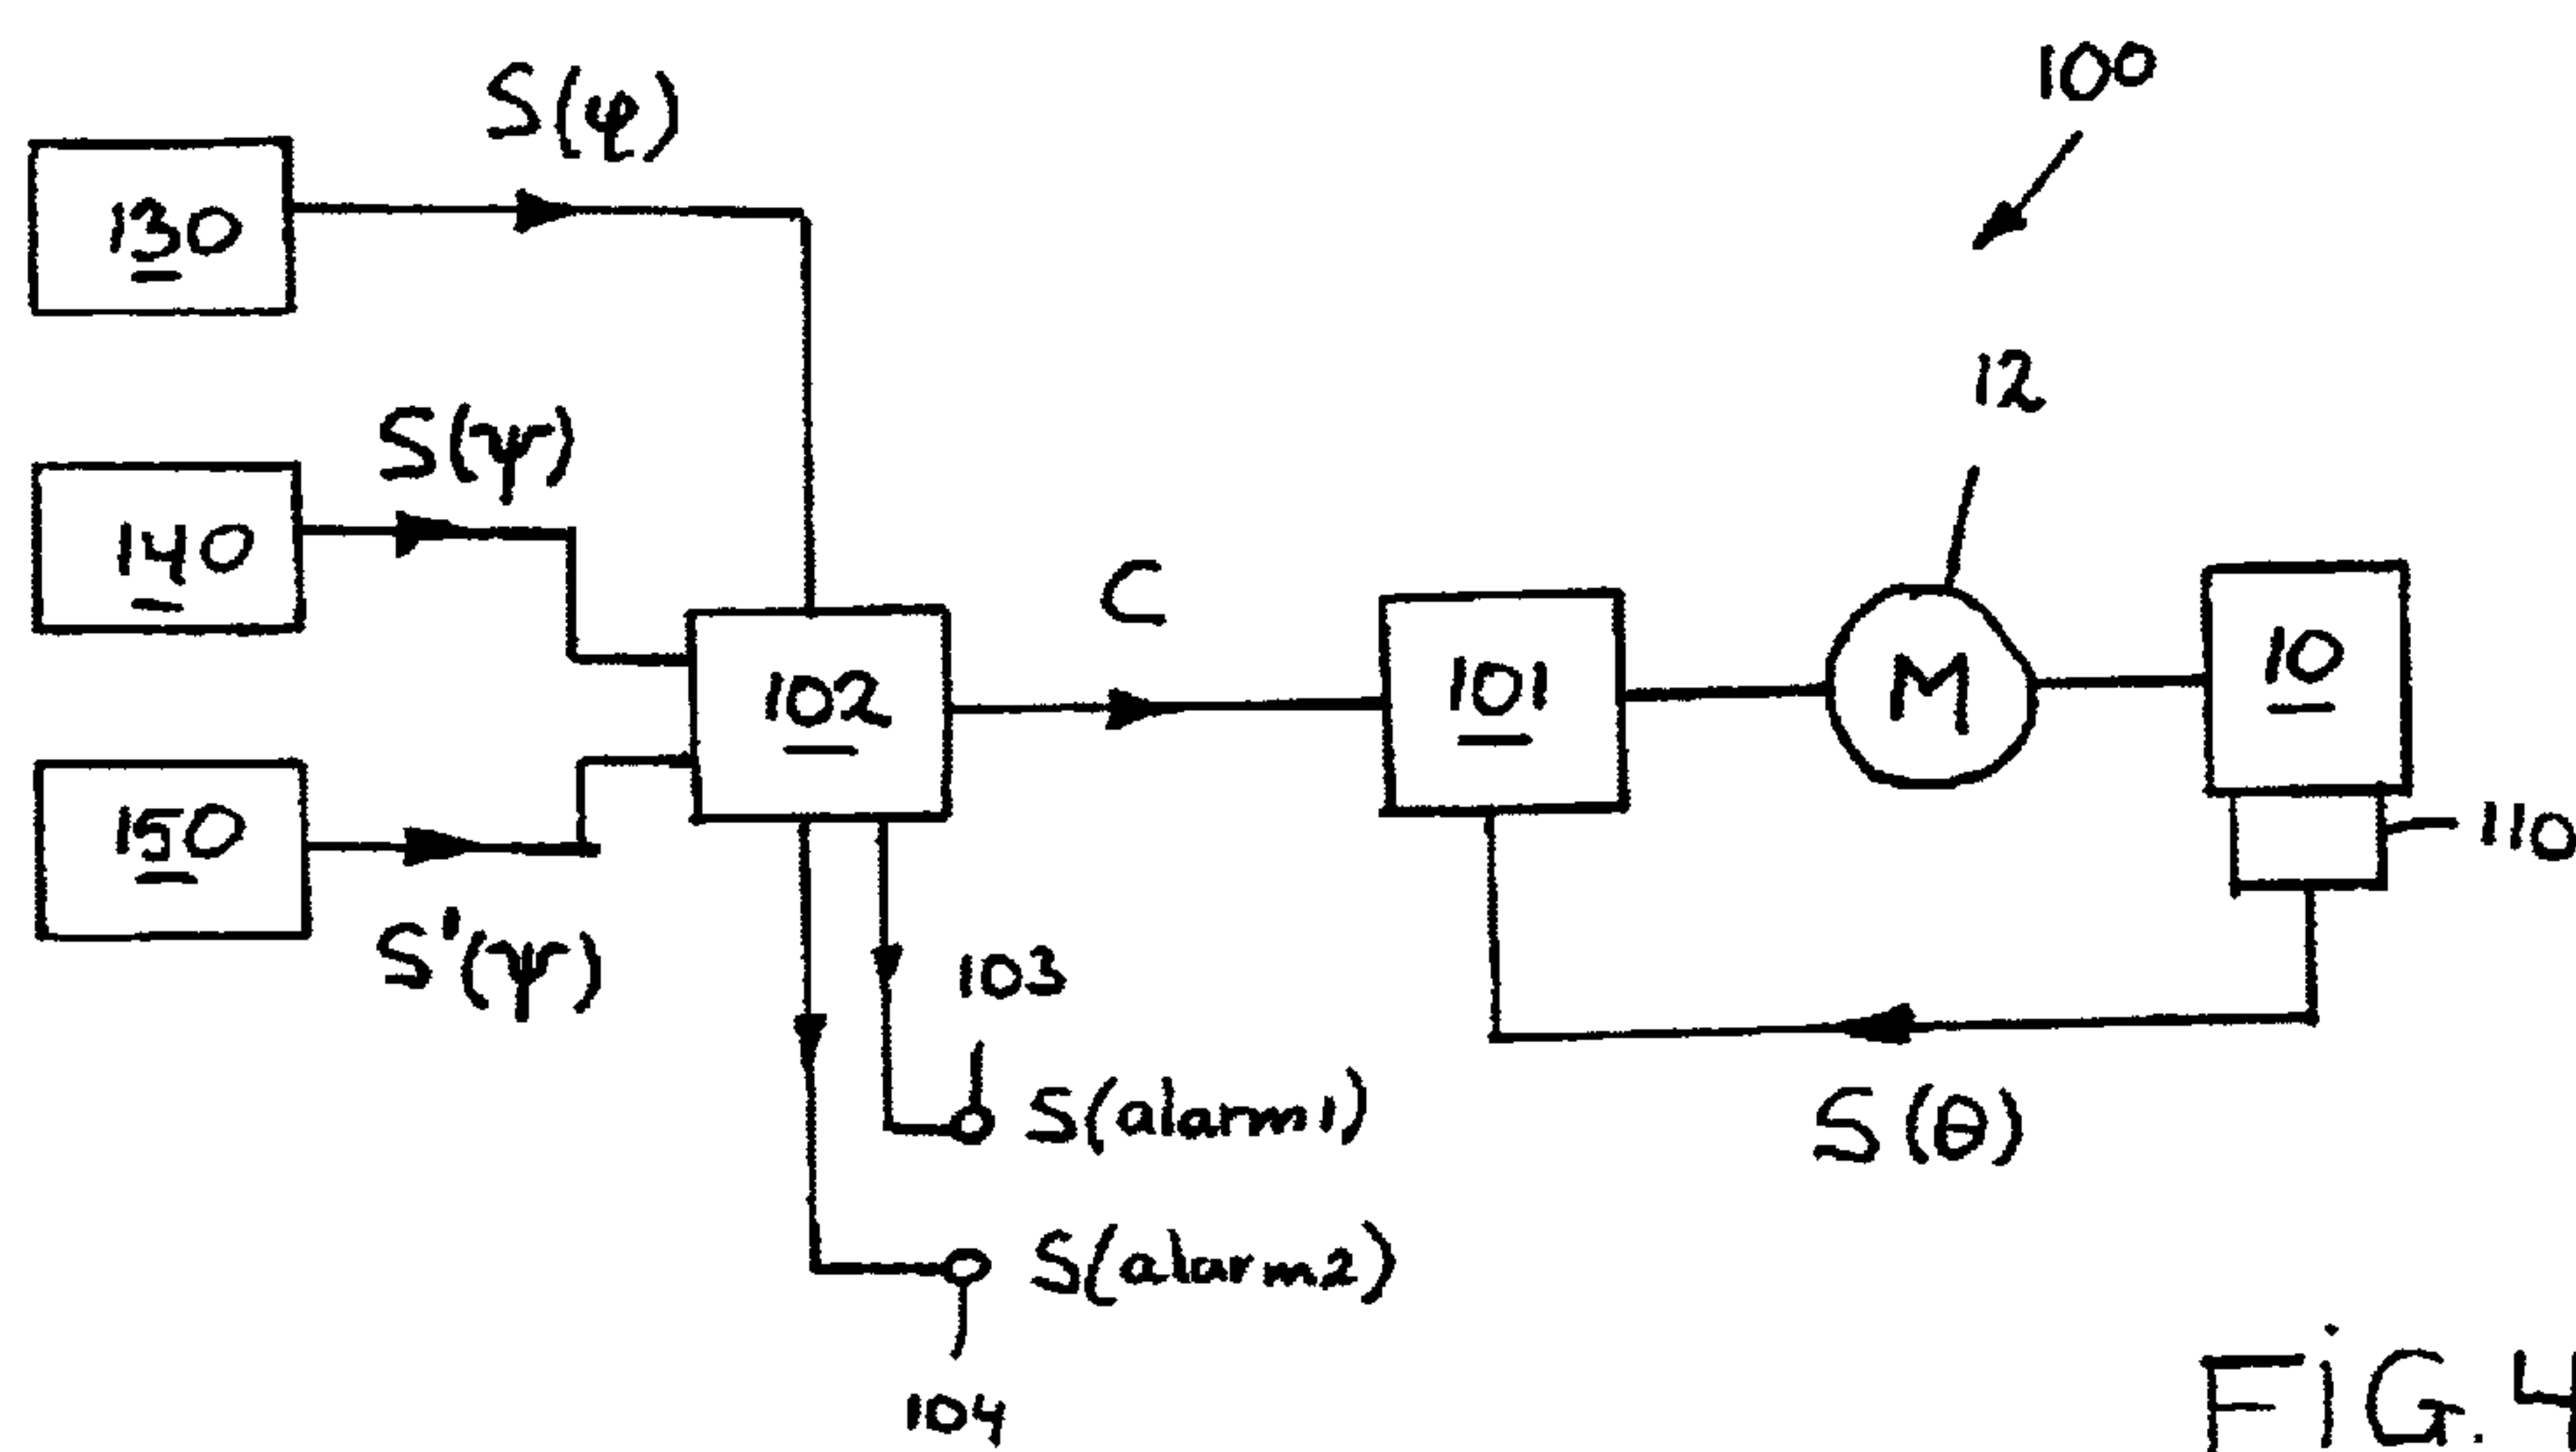 100
S(φ)
130
12
S(ψ)
140
C
102
101
M
10
150
110
S'(ψ)
103
S(alarm1)
S(θ)
S(alarm2)
104
FiG.4